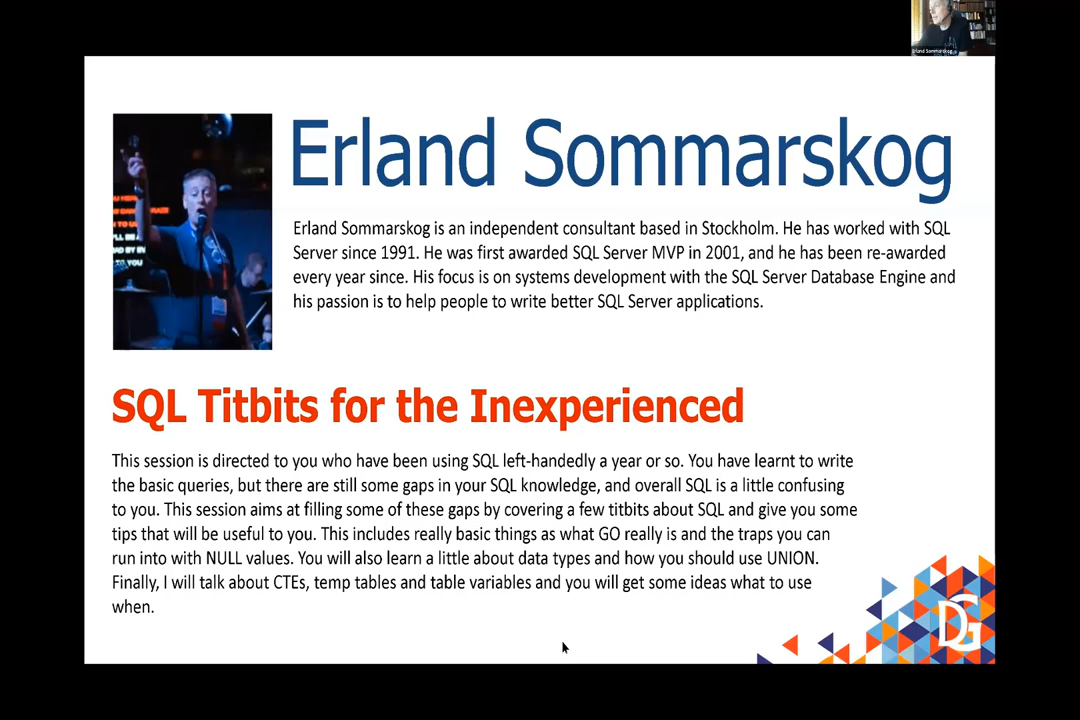 Erland Sommarskog
Erland Sommarskog
Erland Sommarskog is an independent consultant based in Stockholm. He has worked with SQL
Server since 1991. He was first awarded SQL Server MVP in 2001, and he has been re-awarded
every year since. His focus is on systems development with the SQL Server Database Engine and
his passion is to help people to write better SQL Server applications.
SQL Titbits for the Inexperienced
This session is directed to you who have been using SQL left-handedly a year or so. You have learnt to write
the basic queries, but there are still some gaps in your SQL knowledge, and overall SQL is a little confusing
to you. This session aims at filling some of these gaps by covering a few titbits about SQL and give you some
tips that will be useful to you. This includes really basic things as what GO really is and the traps you can
run into with NULL values. You will also learn a little about data types and how you should use UNION.
Finally, I will talk about CTEs, temp tables and table variables and you will get some ideas what to use
when.
DG